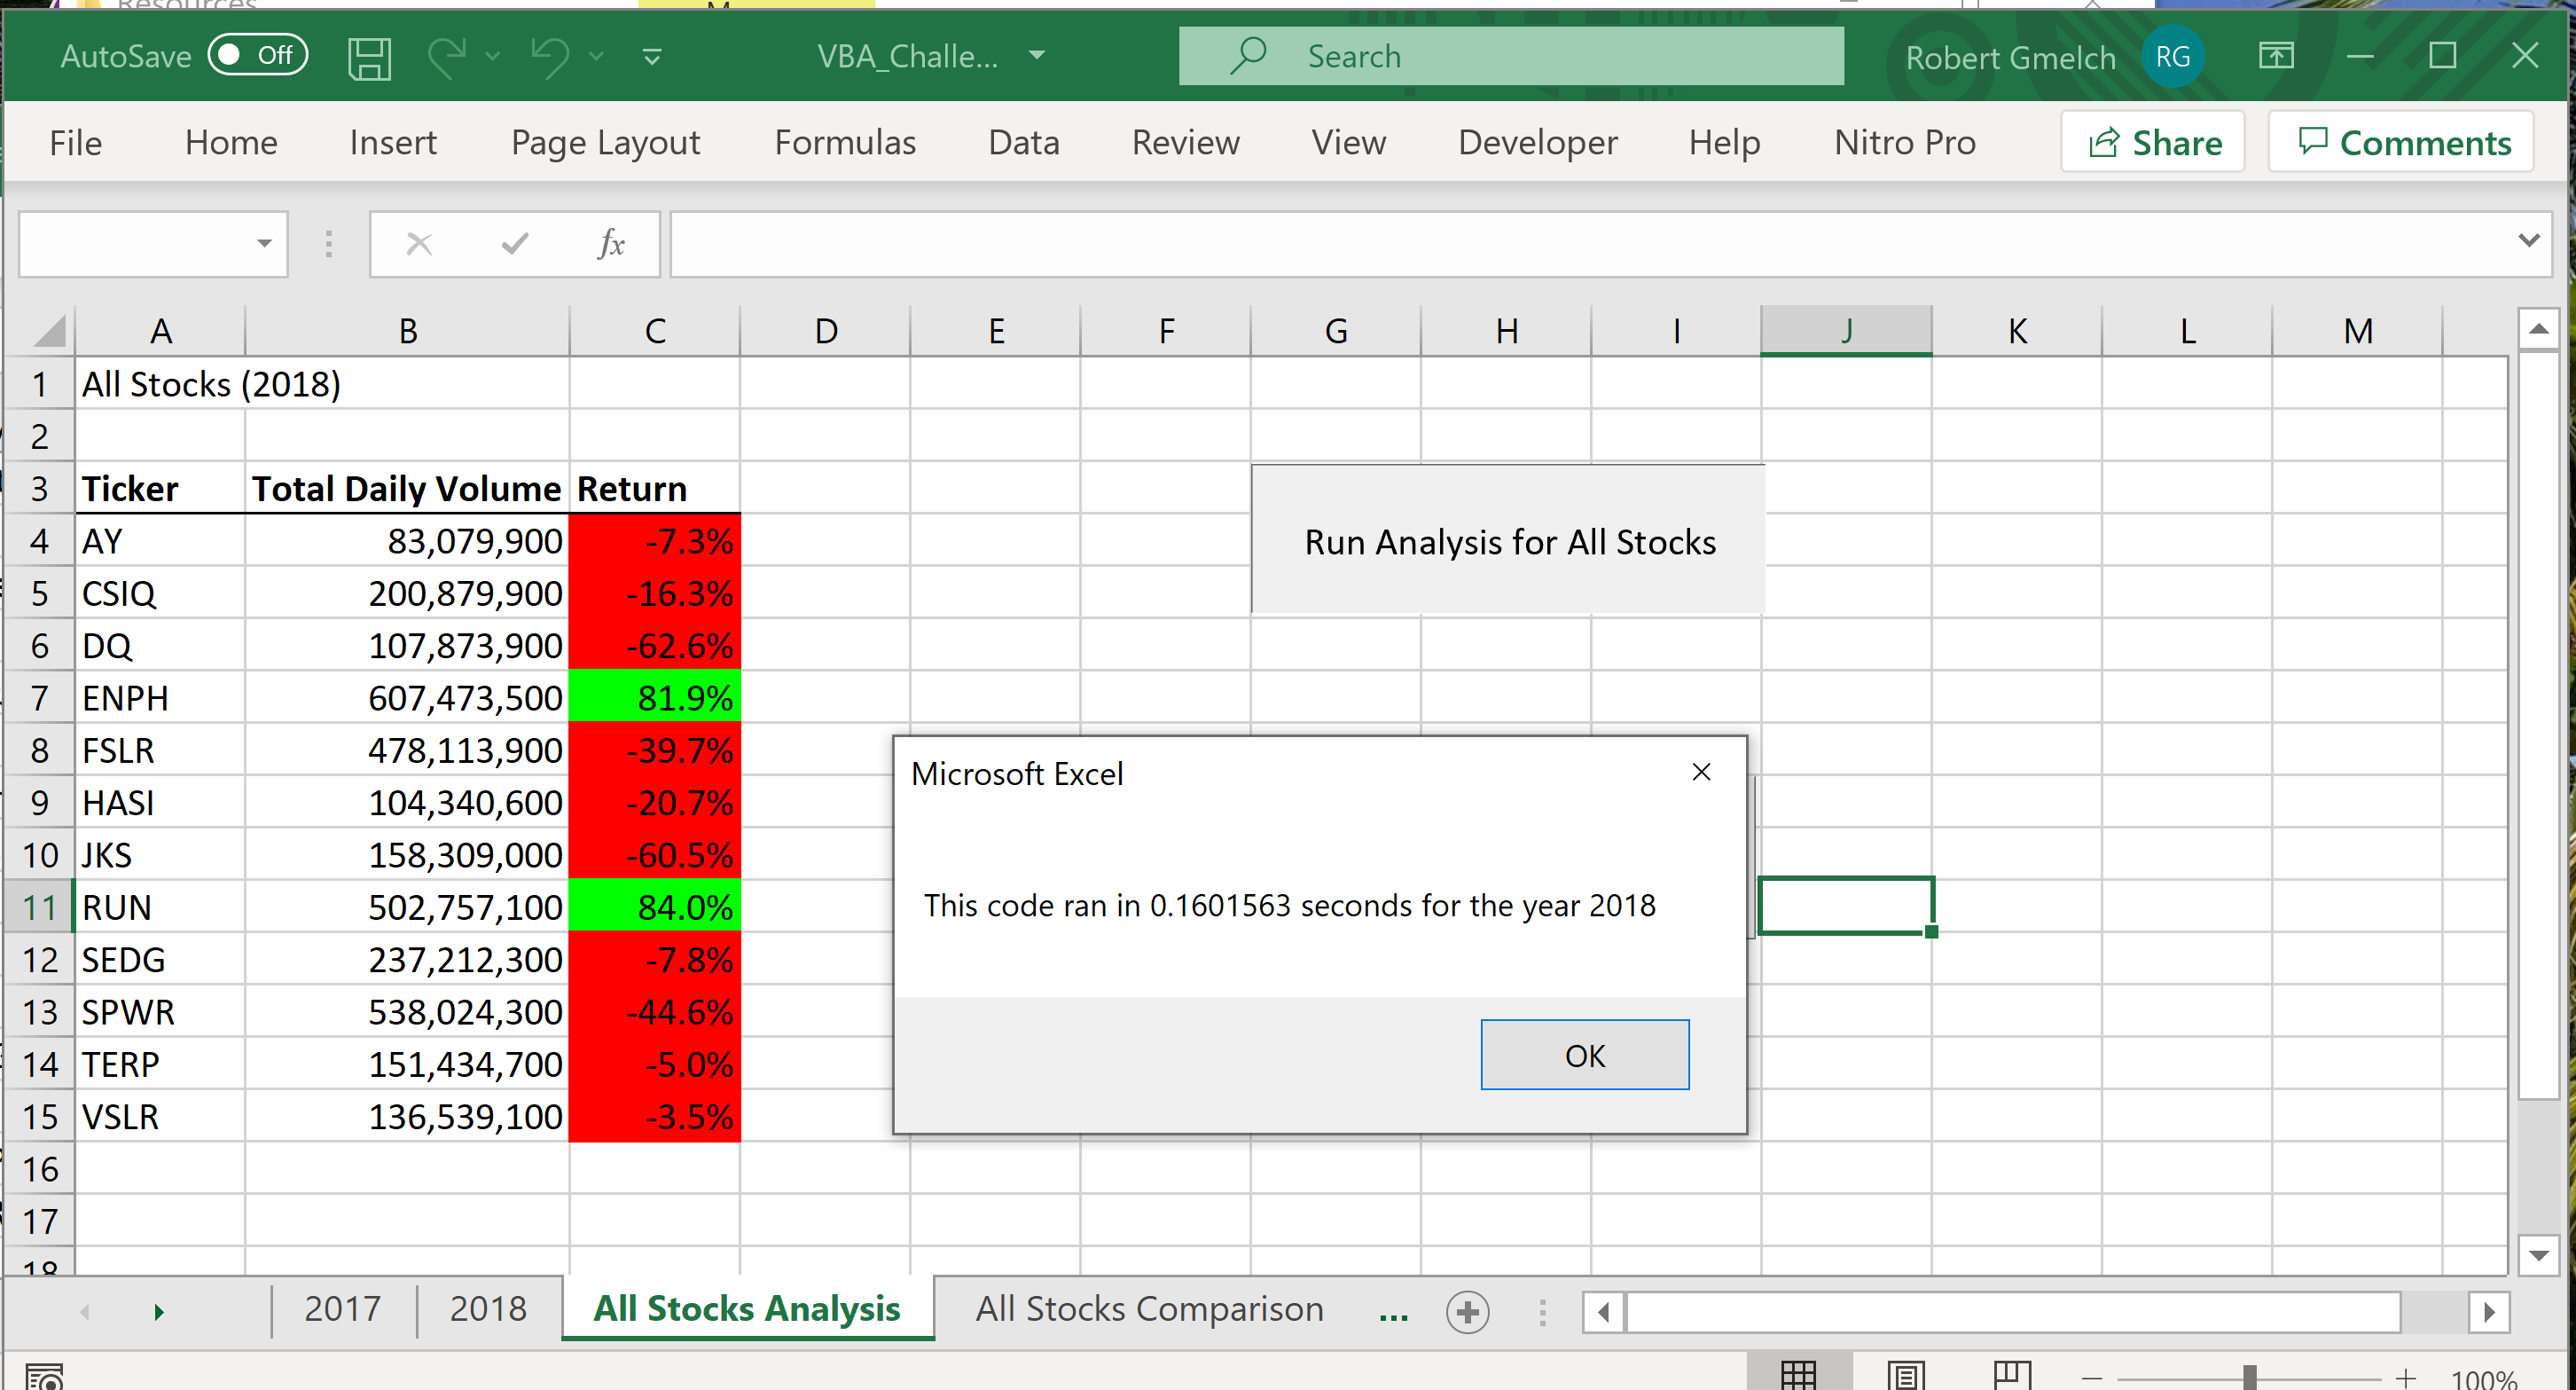 Resources
AutoSave Off VBA_Challe... Search Robert Gmelch RG
File Home Insert Page Layout Formulas Data Review View Developer Help Nitro Pro Share Comments
fx
A B C D E F G H I J K L M
1 All Stocks (2018)
2
3 Ticker Total Daily Volume Return
4 AY 83,079,900 -7.3%
Run Analysis for All Stocks
5 CSIQ 200,879,900 -16.3%
6 DQ 107,873,900 -62.6%
7 ENPH 607,473,500 81.9%
8 FSLR 478,113,900 -39.7%
9 HASI 104,340,600 -20.7%
10 JKS 158,309,000 -60.5%
11 RUN 502,757,100 84.0%
12 SEDG 237,212,300 -7.8%
13 SPWR 538,024,300 -44.6%
14 TERP 151,434,700 -5.0%
15 VSLR 136,539,100 -3.5%
16
17
18
Microsoft Excel
This code ran in 0.1601563 seconds for the year 2018
OK
2017 2018 All Stocks Analysis All Stocks Comparison ...
100%